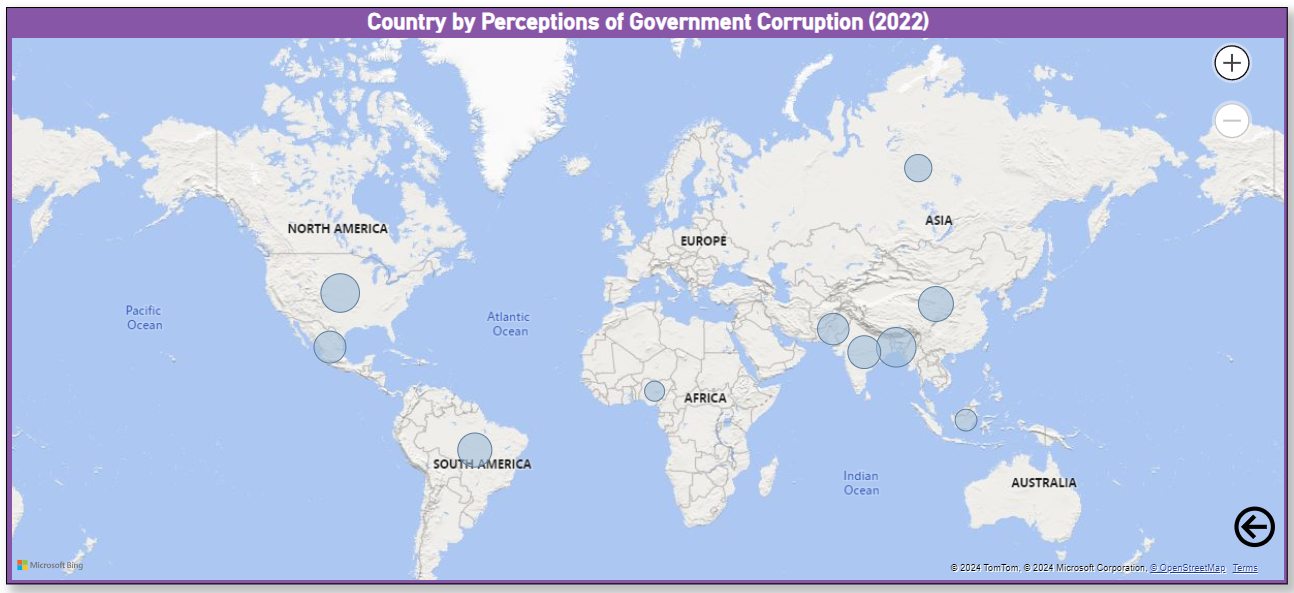 Country by Perceptions of Government Corruption (2022)
NORTH AMERICA
EUROPE
ASIA
Pacific
Ocean
Atlantic
Ocean
AFRICA
SOUTH AMERICA
Indian
Ocean
AUSTRALIA
Microsoft Bing
© 2024 TomTom, © 2024 Microsoft Corporation, © OpenStreetMap Terms